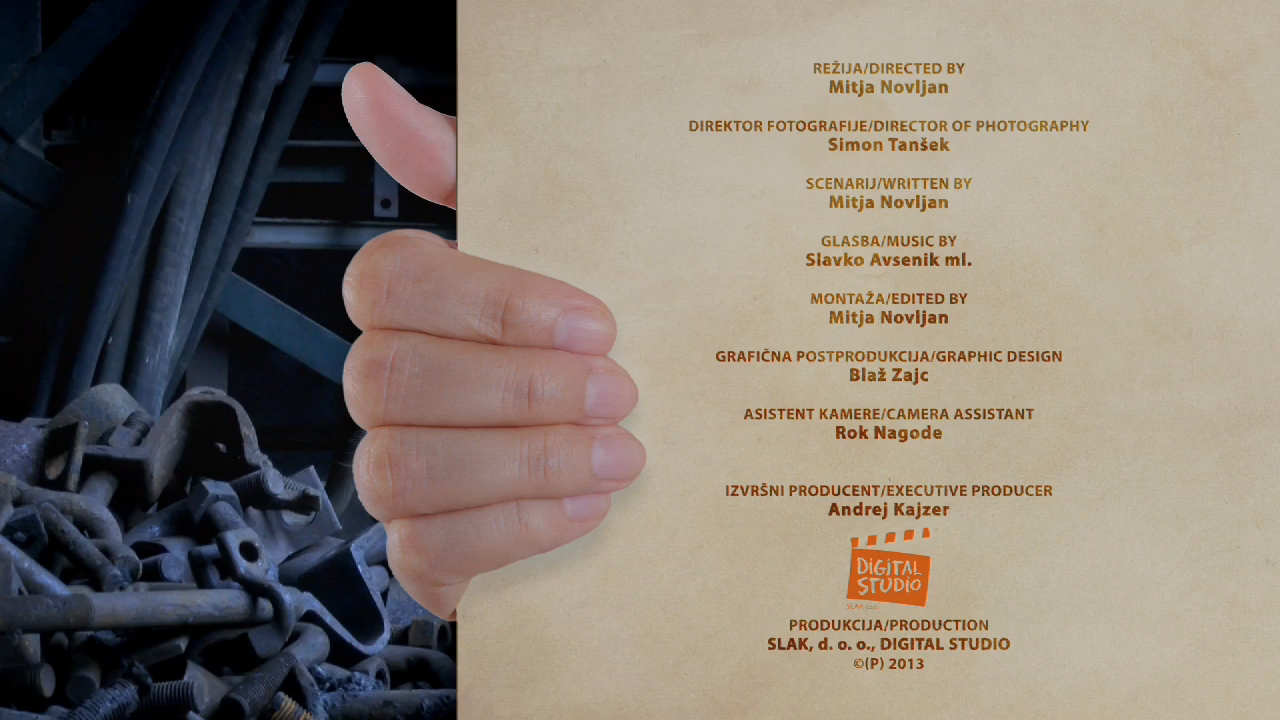 REŽIJA/DIRECTED BY
Mitja Novljan
DIREKTOR FOTOGRAFIJE/DIRECTOR OF PHOTOGRAPHY
Simon Tanšek
SCENARIJ/WRITTEN BY
Mitja Novljan
GLASBA/MUSIC BY
Slavko Avsenik ml.
MONTAŽA/EDITED BY
Mitja Novljan
GRAFIČNA POSTPRODUKCIJA/GRAPHIC DESIGN
Blaž Zajc
ASISTENT KAMERE/CAMERA ASSISTANT
Rok Nagode
IZVRŠNI PRODUCENT/EXECUTIVE PRODUCER
Andrej Kajzer
DIGITAL
STUDIO
PRODUKCIJA/PRODUCTION
SLAK, d. o. o., DIGITAL STUDIO
©(P) 2013